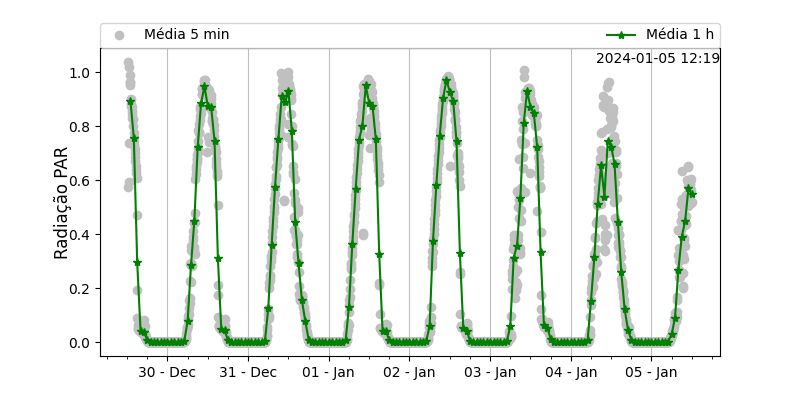 Média 5 min
Média 1 h
2024-01-05 12:19
Radiação PAR
1.0
0.8
0.6
0.4
0.2
0.0
30 - Dec
31 - Dec
01 - Jan
02 - Jan
03 - Jan
04 - Jan
05 - Jan